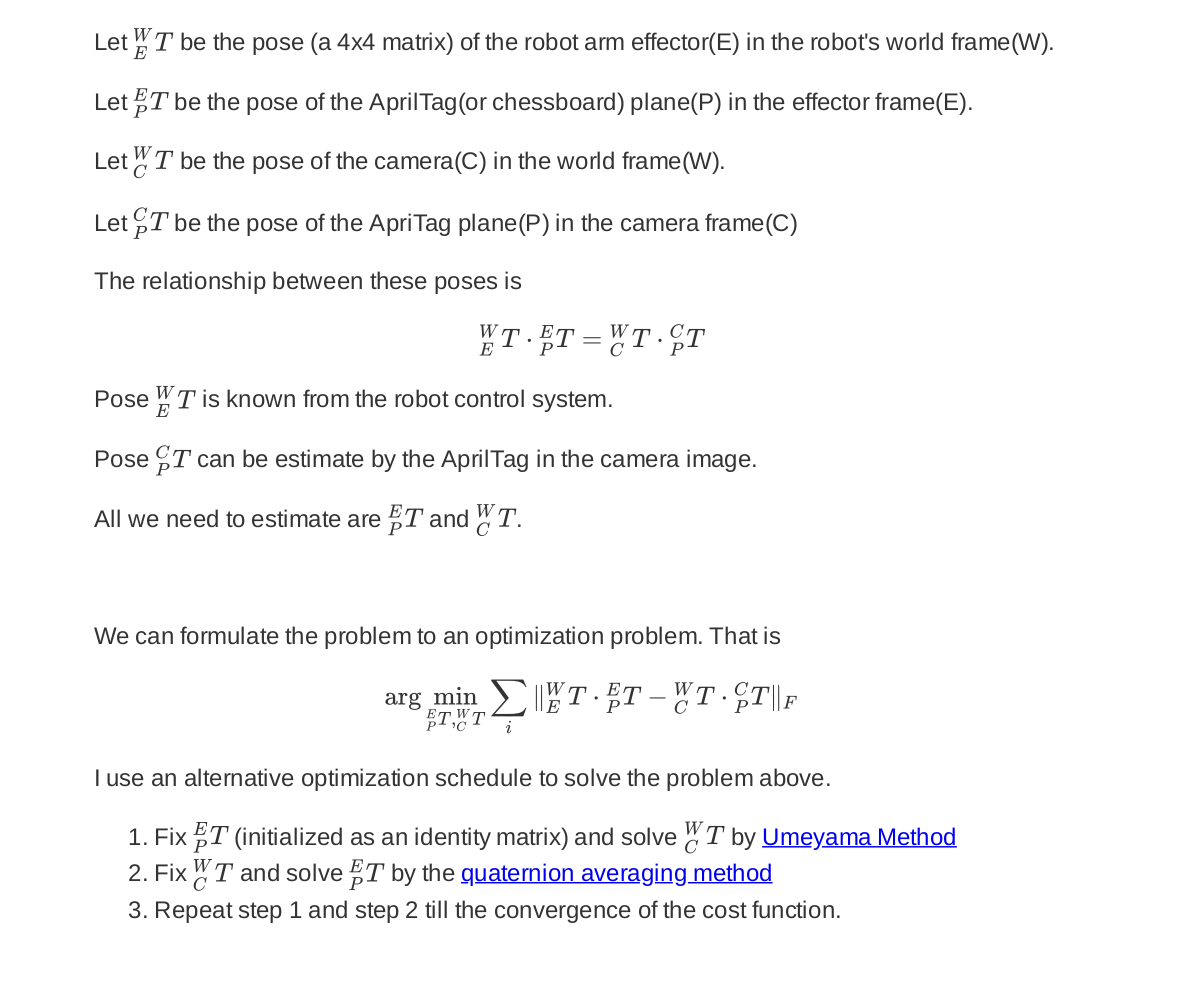 Let ^W_E T be the pose (a 4x4 matrix) of the robot arm effector(E) in the robot's world frame(W).
Let ^E_P T be the pose of the AprilTag(or chessboard) plane(P) in the effector frame(E).
Let ^W_C T be the pose of the camera(C) in the world frame(W).
Let ^C_P T be the pose of the ApriTag plane(P) in the camera frame(C)
The relationship between these poses is
^W_E T · ^E_P T = ^W_C T · ^C_P T
Pose ^W_E T is known from the robot control system.
Pose ^C_P T can be estimate by the AprilTag in the camera image.
All we need to estimate are ^E_P T and ^W_C T.
We can formulate the problem to an optimization problem. That is
arg min_{^E_P T, ^W_C T} ∑_i ‖^W_E T · ^E_P T − ^W_C T · ^C_P T‖_F
I use an alternative optimization schedule to solve the problem above.
1. Fix ^E_P T (initialized as an identity matrix) and solve ^W_C T by Umeyama Method
2. Fix ^W_C T and solve ^E_P T by the quaternion averaging method
3. Repeat step 1 and step 2 till the convergence of the cost function.